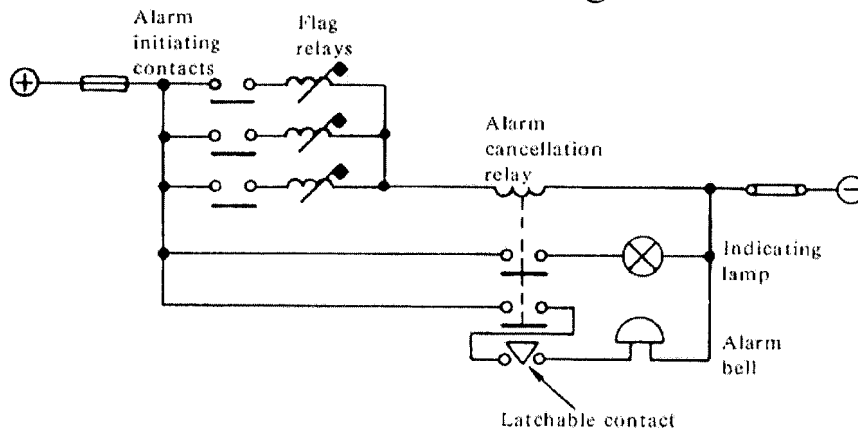 Alarm
initiating
contacts
Flag
relays
Alarm
cancellation
relay
Indicating
lamp
Alarm
bell
Latchable contact